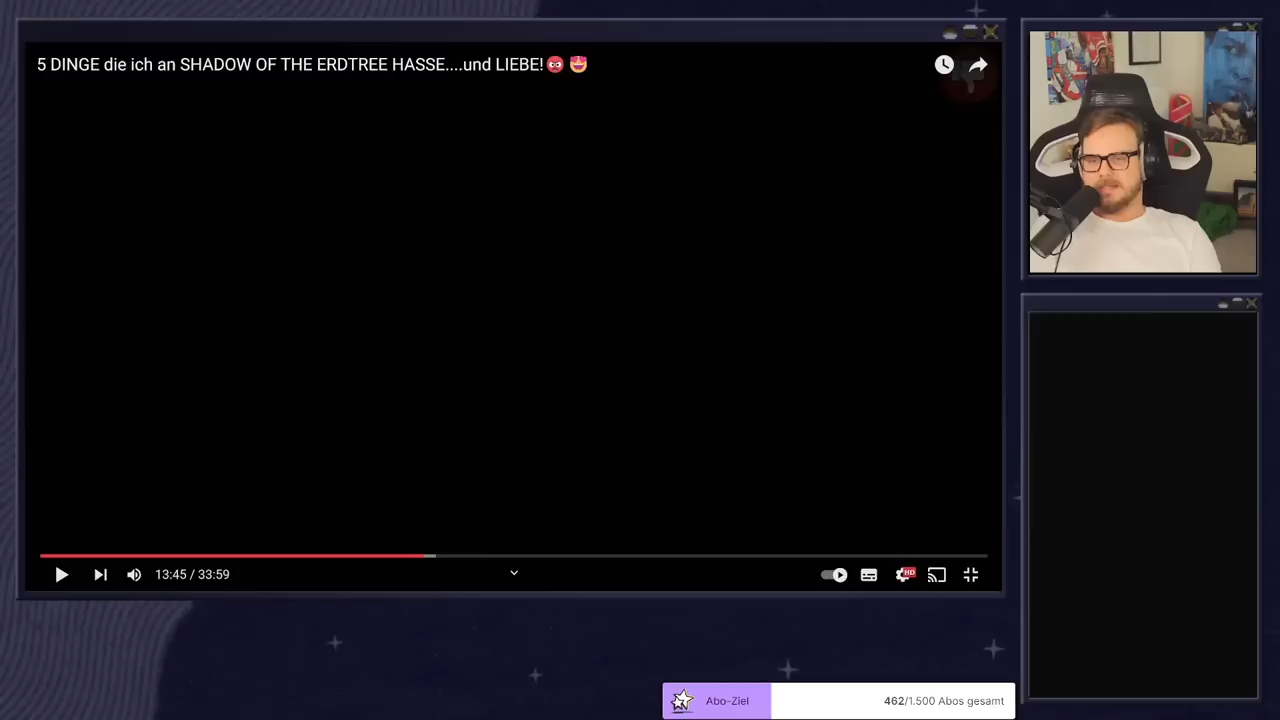 5 DINGE die ich an SHADOW OF THE ERDTREE HASSE....und LIEBE!😡 😍
13:45 / 33:59
HD
Abo-Ziel
462/1.500 Abos gesamt